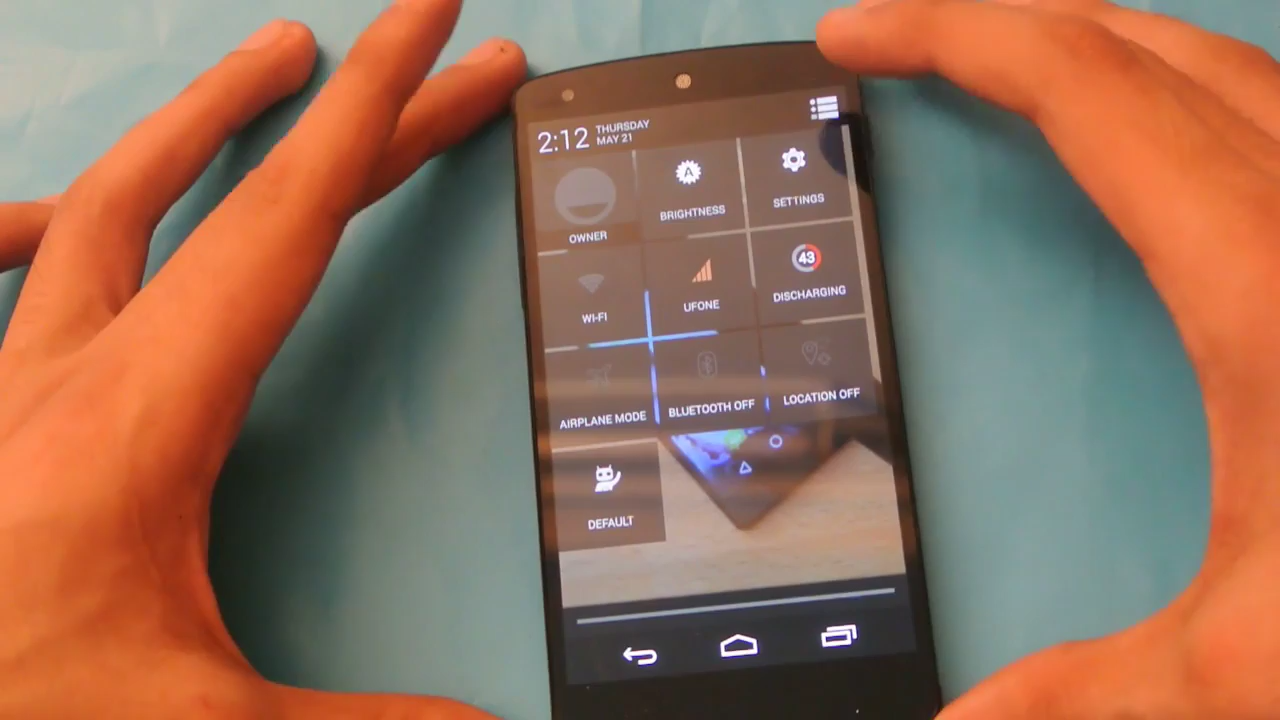 2:12 THURSDAY
MAY 21
OWNER
A
BRIGHTNESS
SETTINGS
WI-FI
UFONE
43
DISCHARGING
AIRPLANE MODE
BLUETOOTH OFF
LOCATION OFF
DEFAULT